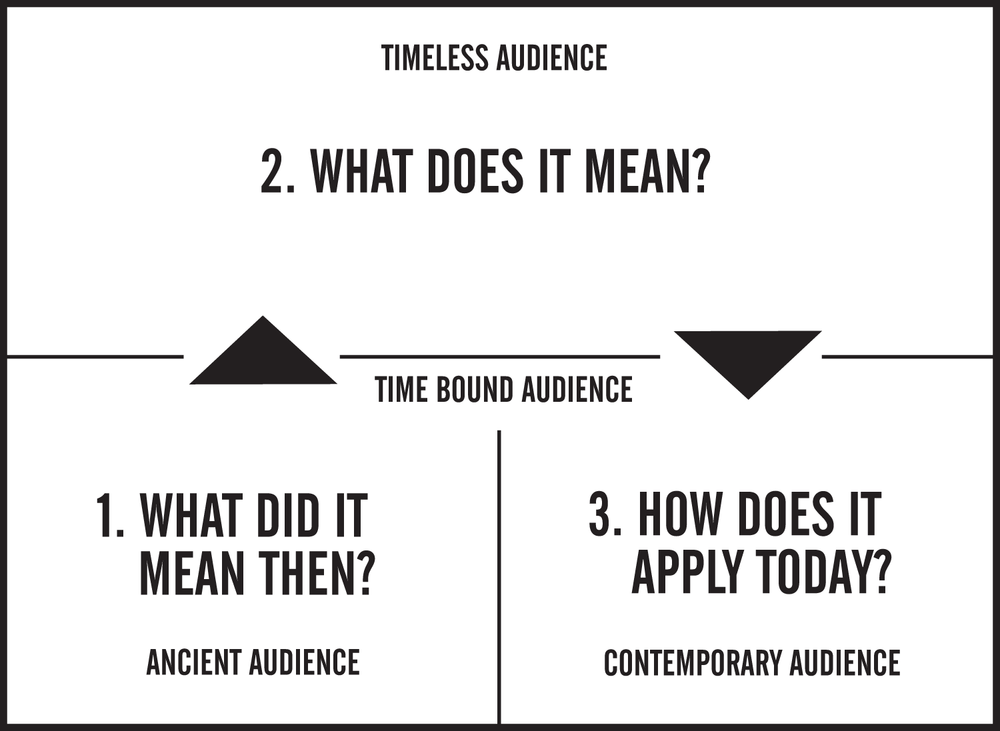 TIMELESS AUDIENCE
2. WHAT DOES IT MEAN?
TIME BOUND AUDIENCE
1. WHAT DID IT
MEAN THEN?
ANCIENT AUDIENCE
3. HOW DOES IT
APPLY TODAY?
CONTEMPORARY AUDIENCE